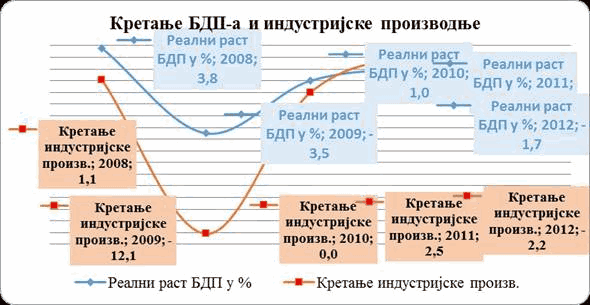 Кретање БДП-а и индустријске производње
Реални раст
БДП у %; 2008;
3,8
Реални раст
БДП у %; 2009; -
3,5
Реални раст
БДП у %; 2010;
1,0
Реални раст
БДП у %; 2011;
Реални раст
БДП у %; 2012; -
1,7
Кретање
индустријске
произв.; 2008;
1,1
Кретање
индустријске
произв.; 2009; -
12,1
Кретање
индустријске
произв.; 2010;
0,0
Кретање
индустријске
произв.; 2011;
2,5
Кретање
индустријске
произв.; 2012; -
2,2
Реални раст БДП у %
Кретање индустријске произв.